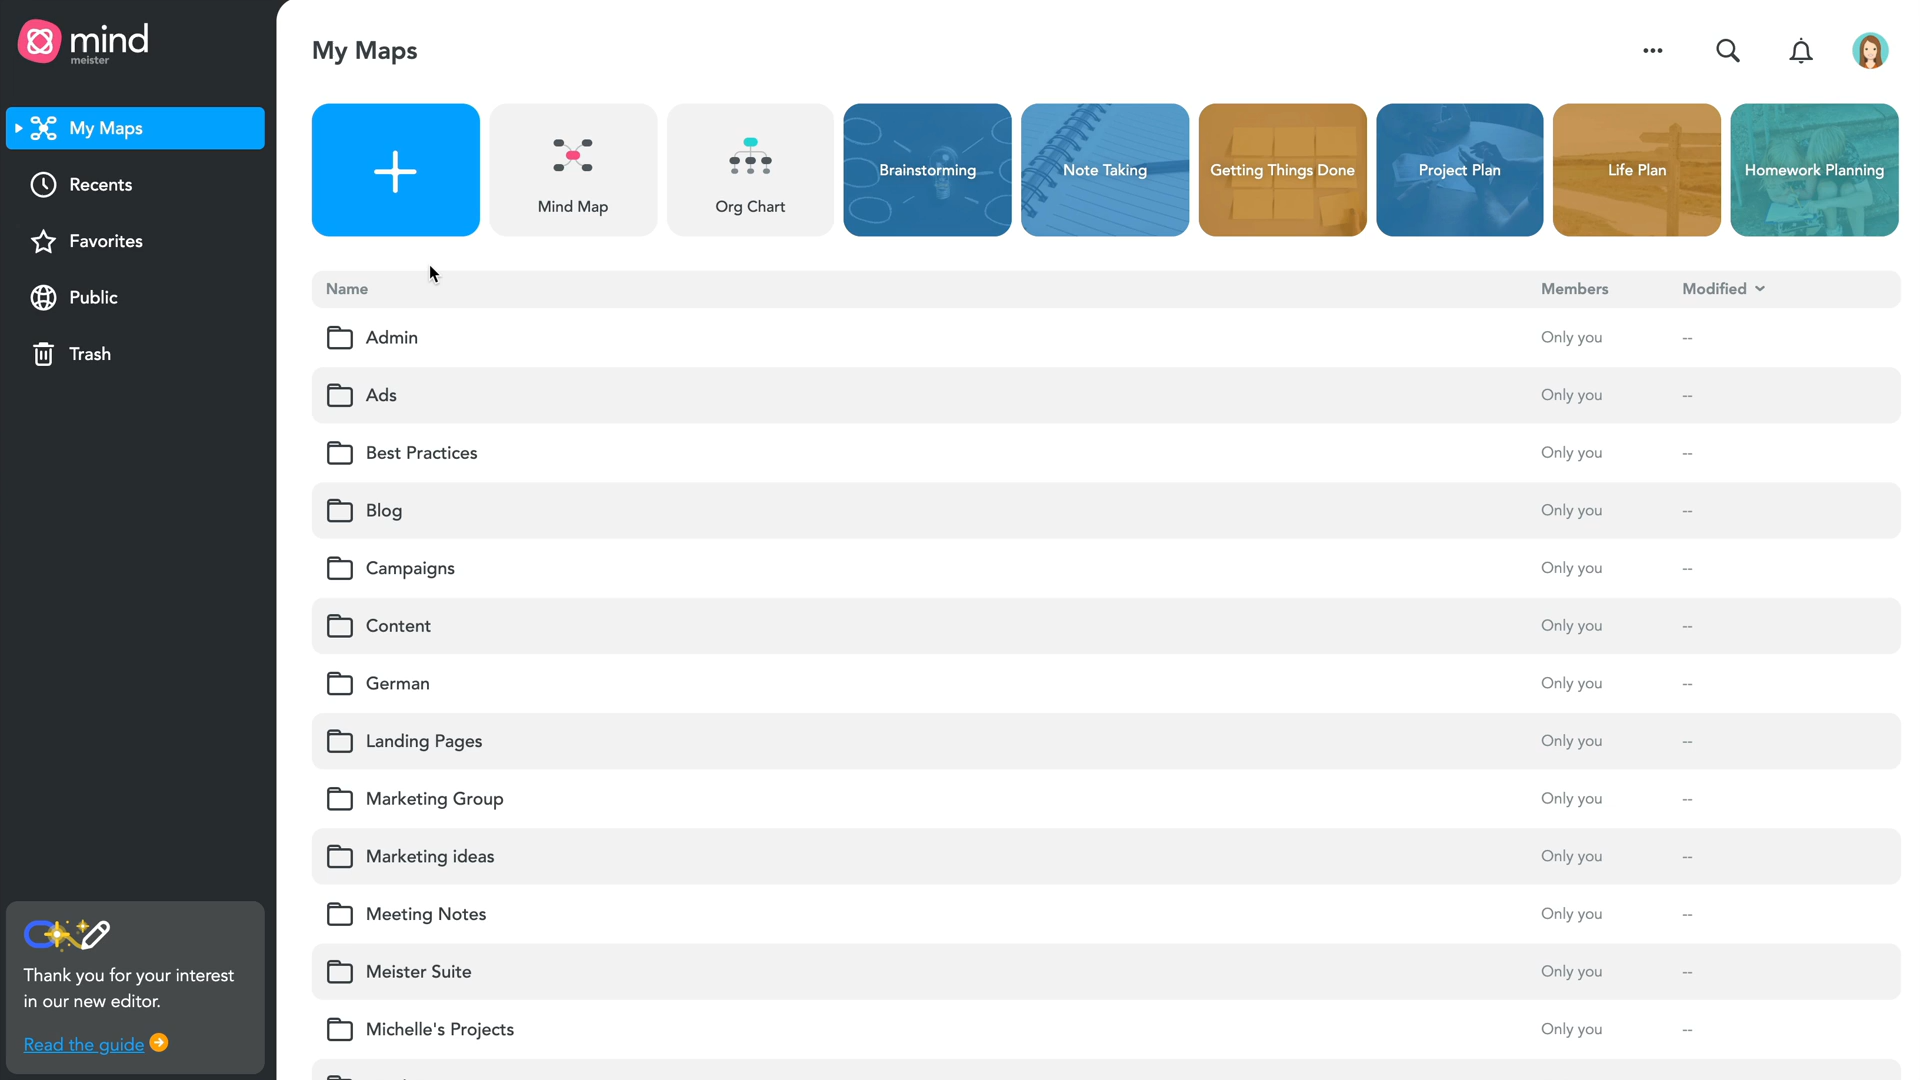 mind
meister
My Maps
My Maps
Recents
Favorites
Public
Trash
Mind Map
Org Chart
Brainstorming
Note Taking
Getting Things Done
Project Plan
Life Plan
Homework Planning
Name Members Modified
Admin Only you --
Ads Only you --
Best Practices Only you --
Blog Only you --
Campaigns Only you --
Content Only you --
German Only you --
Landing Pages Only you --
Marketing Group Only you --
Marketing ideas Only you --
Meeting Notes Only you --
Meister Suite Only you --
Michelle's Projects Only you --
Thank you for your interest
in our new editor.
Read the guide